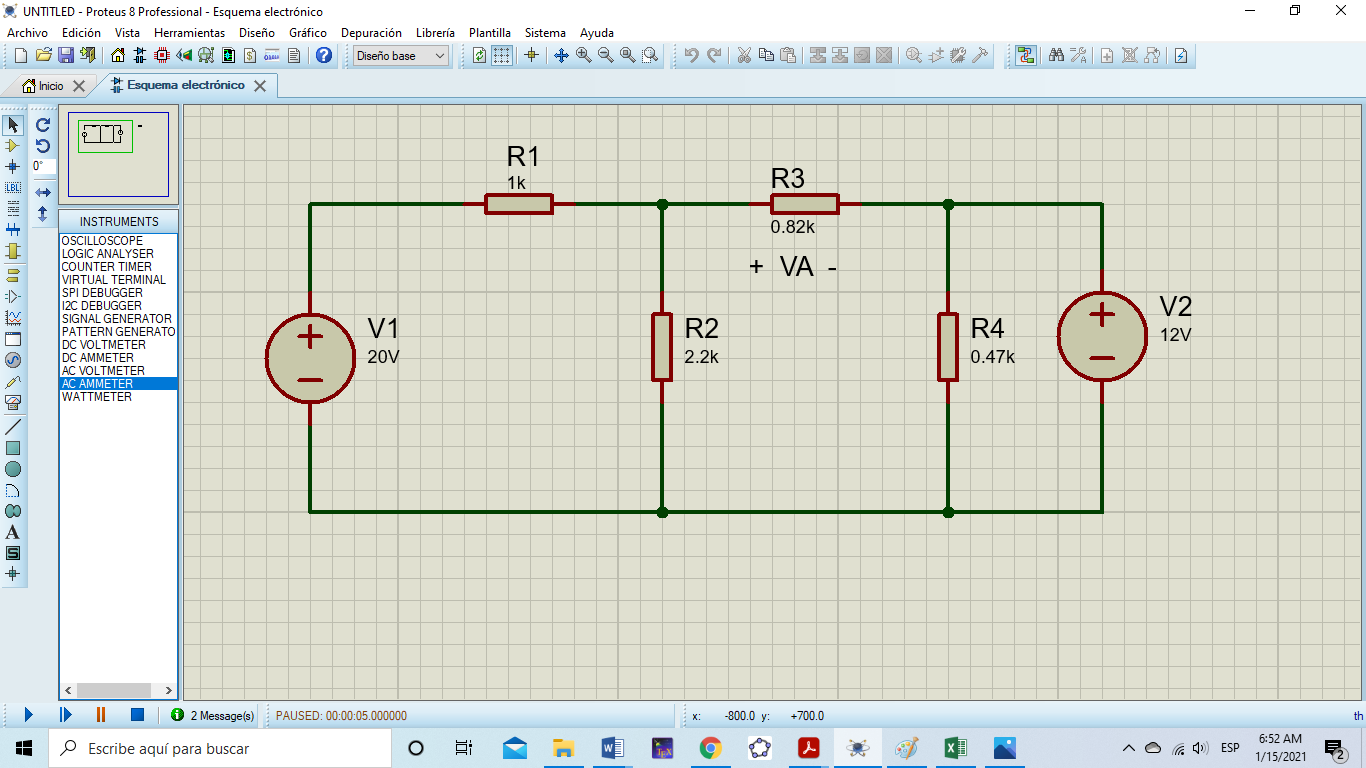 UNTITLED - Proteus 8 Professional - Esquema electrónico
Archivo Edición Vista Herramientas Diseño Gráfico Depuración Librería Plantilla Sistema Ayuda
Diseño base
Inicio
Esquema electrónico
0°
LBL
INSTRUMENTS
OSCILLOSCOPE
LOGIC ANALYSER
COUNTER TIMER
VIRTUAL TERMINAL
SPI DEBUGGER
I2C DEBUGGER
SIGNAL GENERATOR
PATTERN GENERATO
DC VOLTMETER
DC AMMETER
AC VOLTMETER
AC AMMETER
WATTMETER
R1
1k
R3
0.82k
+ VA -
V1
20V
R2
2.2k
R4
0.47k
V2
12V
2 Message(s)
PAUSED: 00:00:05.000000
x: -800.0 y: +700.0
th
Escribe aquí para buscar
ESP
6:52 AM
1/15/2021
2